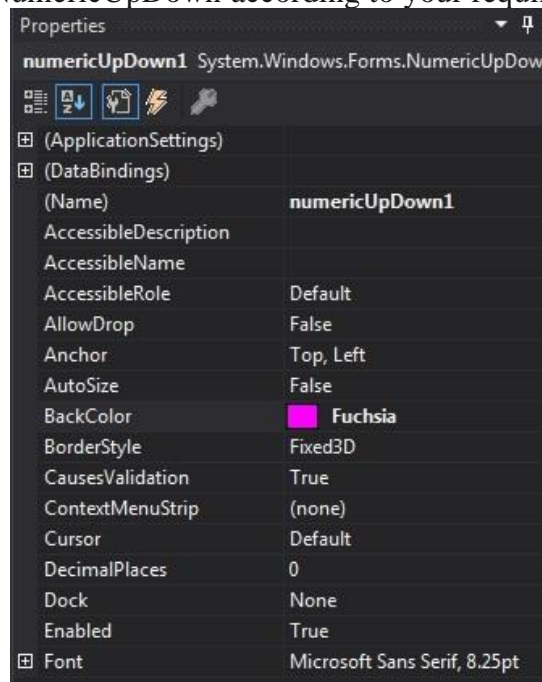 NumericUpDown according to your requi
Properties
numericUpDown1 System.Windows.Forms.NumericUpDow
(ApplicationSettings)
(DataBindings)
(Name) numericUpDown1
AccessibleDescription
AccessibleName
AccessibleRole Default
AllowDrop False
Anchor Top, Left
AutoSize False
BackColor Fuchsia
BorderStyle Fixed3D
CausesValidation True
ContextMenuStrip (none)
Cursor Default
DecimalPlaces 0
Dock None
Enabled True
Font Microsoft Sans Serif, 8.25pt